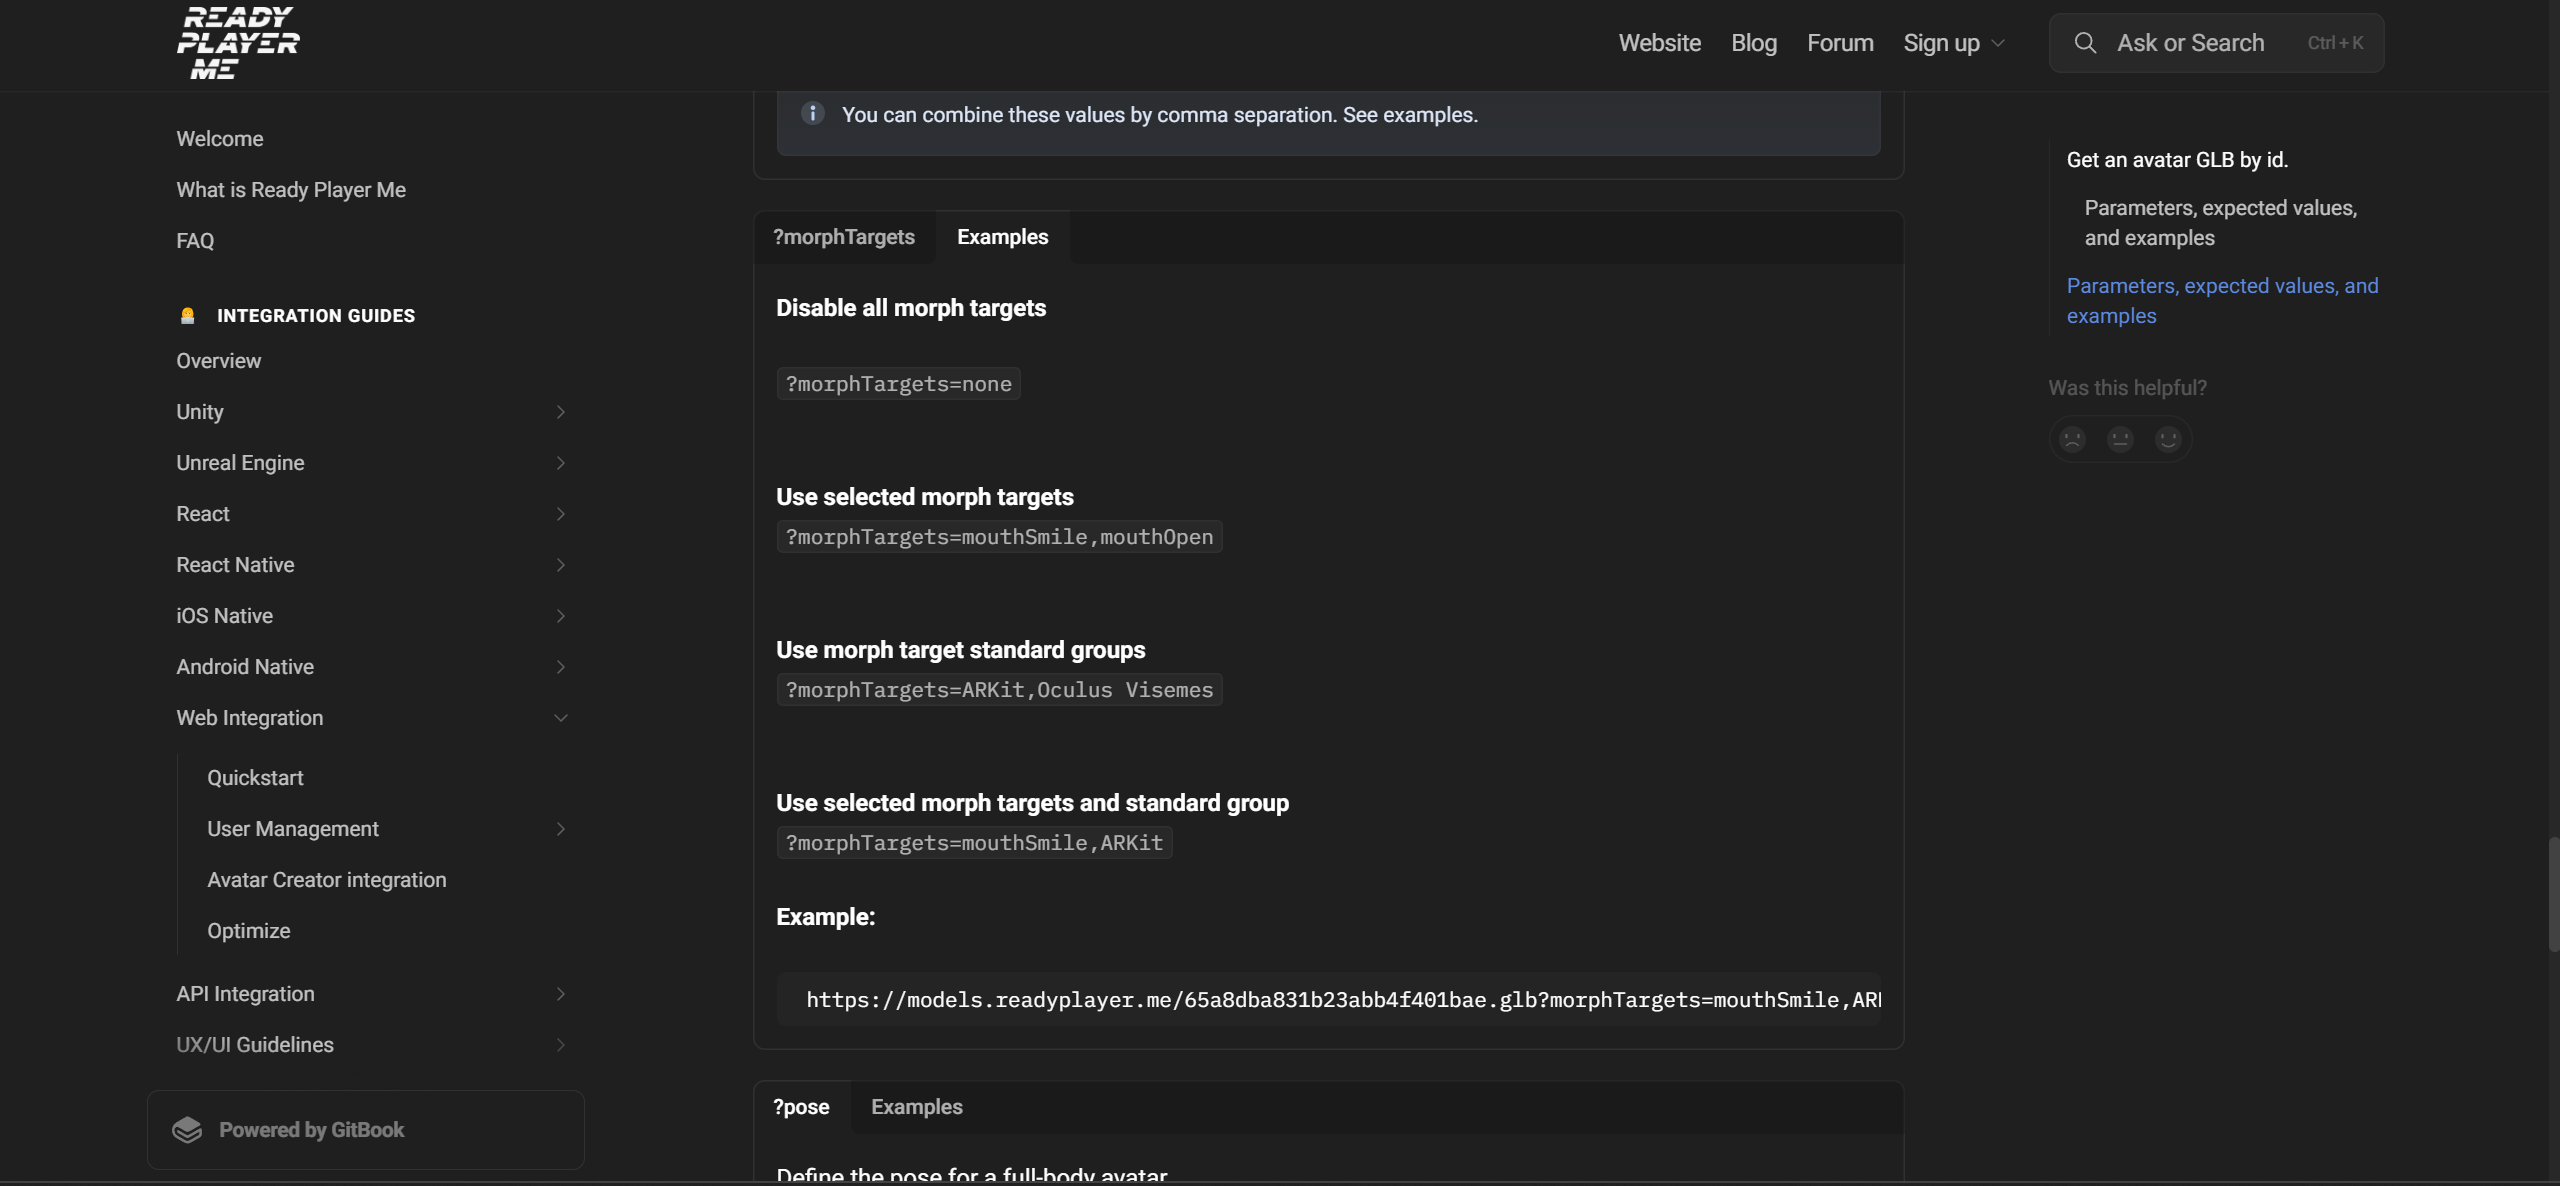 READY
PLAYER
ME
Website
Blog
Forum
Sign up
Ask or Search
Ctrl + K
Welcome
What is Ready Player Me
FAQ
INTEGRATION GUIDES
Overview
Unity
Unreal Engine
React
React Native
iOS Native
Android Native
Web Integration
Quickstart
User Management
Avatar Creator integration
Optimize
API Integration
UX/UI Guidelines
Powered by GitBook
You can combine these values by comma separation. See examples.
?morphTargets
Examples
Disable all morph targets
?morphTargets=none
Use selected morph targets
?morphTargets=mouthSmile,mouthOpen
Use morph target standard groups
?morphTargets=ARKit,Oculus Visemes
Use selected morph targets and standard group
?morphTargets=mouthSmile,ARKit
Example:
https://models.readyplayer.me/65a8dba831b23abb4f401bae.glb?morphTargets=mouthSmile,AR
?pose
Examples
Define the pose for a full-body avatar
Get an avatar GLB by id.
Parameters, expected values,
and examples
Parameters, expected values, and
examples
Was this helpful?